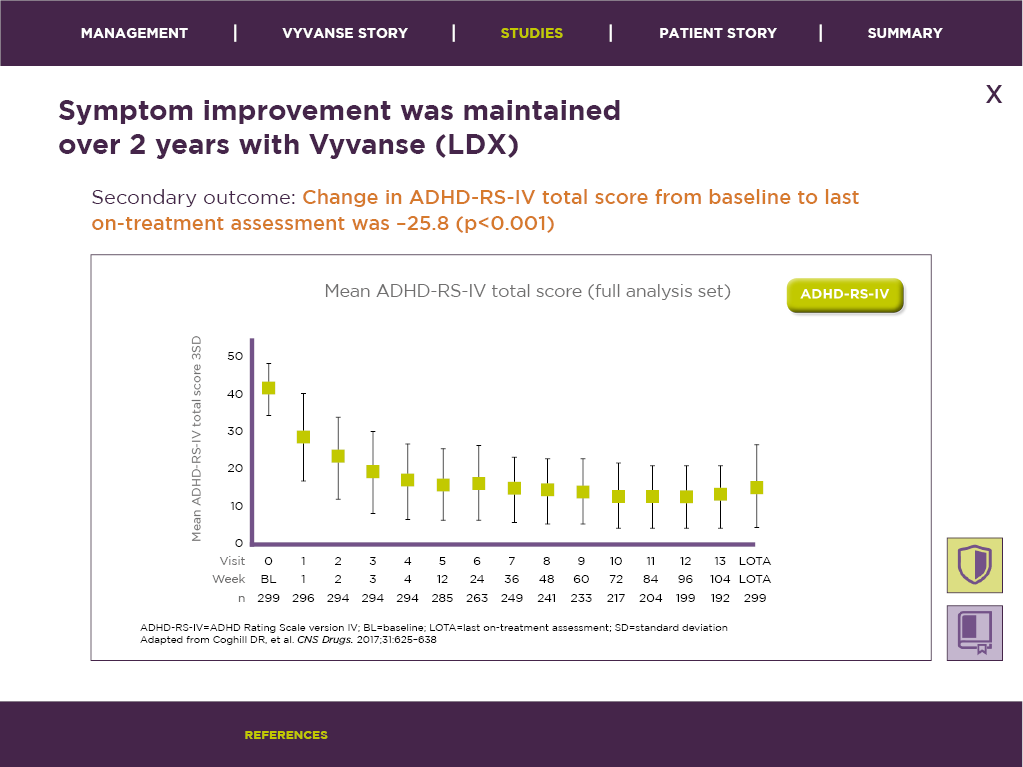 MANAGEMENT | VYVANSE STORY | STUDIES | PATIENT STORY | SUMMARY
X
Symptom improvement was maintained
over 2 years with Vyvanse (LDX)
Secondary outcome: Change in ADHD-RS-IV total score from baseline to last
on-treatment assessment was –25.8 (p<0.001)
Mean ADHD-RS-IV total score (full analysis set)
ADHD-RS-IV
Mean ADHD-RS-IV total score 3SD
50
40
30
20
10
0
Visit 0 1 2 3 4 5 6 7 8 9 10 11 12 13 LOTA
Week BL 1 2 3 4 12 24 36 48 60 72 84 96 104 LOTA
n 299 296 294 294 294 285 263 249 241 233 217 204 199 192 299
ADHD-RS-IV=ADHD Rating Scale version IV; BL=baseline; LOTA=last on-treatment assessment; SD=standard deviation
Adapted from Coghill DR, et al. CNS Drugs. 2017;31:625–638
REFERENCES